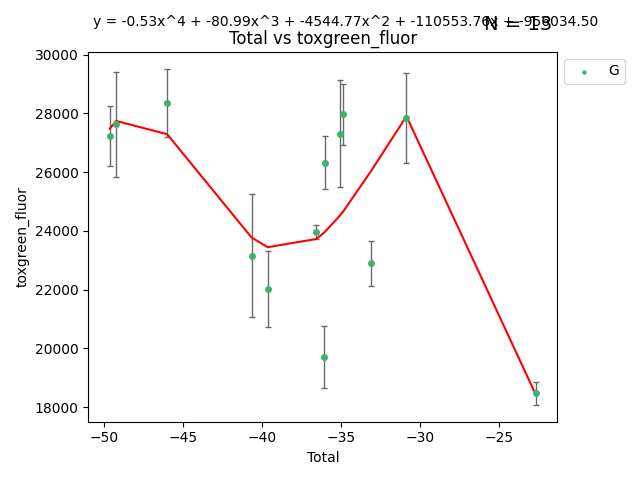 y = -0.53x^4 + -80.99x^3 + -4544.77x^2 + -110553.76x + -959034.50
N = 13
Total vs toxgreen_fluor
G
30000
28000
26000
24000
22000
20000
18000
toxgreen_fluor
−50 −45 −40 −35 −30 −25
Total